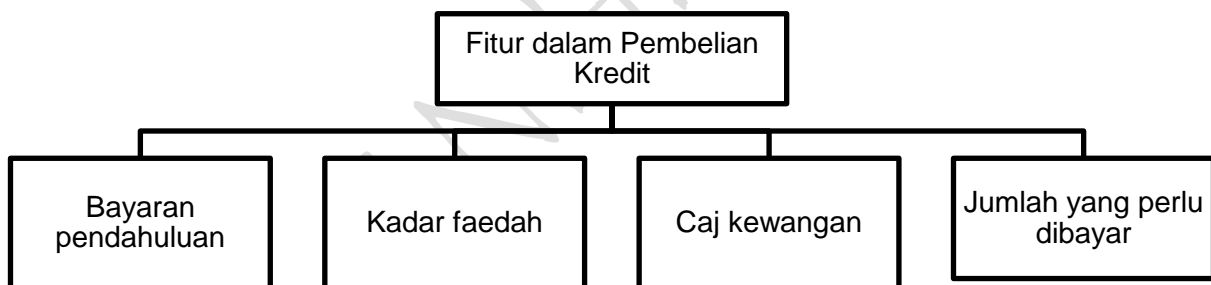 Fitur dalam Pembelian
Kredit
Bayaran
pendahuluan
Kadar faedah
Caj kewangan
Jumlah yang perlu
dibayar